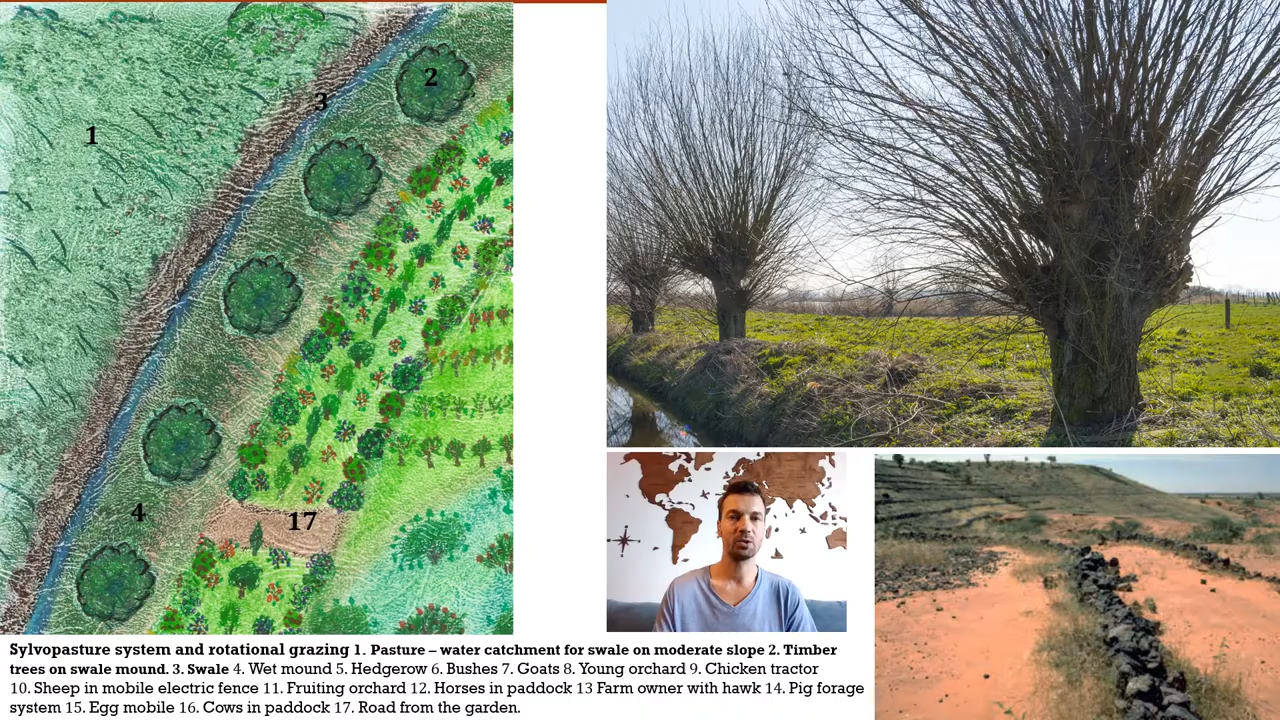 1
2
3
4
17
Sylvopasture system and rotational grazing 1. Pasture – water catchment for swale on moderate slope 2. Timber
trees on swale mound. 3. Swale 4. Wet mound 5. Hedgerow 6. Bushes 7. Goats 8. Young orchard 9. Chicken tractor
10. Sheep in mobile electric fence 11. Fruiting orchard 12. Horses in paddock 13 Farm owner with hawk 14. Pig forage
system 15. Egg mobile 16. Cows in paddock 17. Road from the garden.